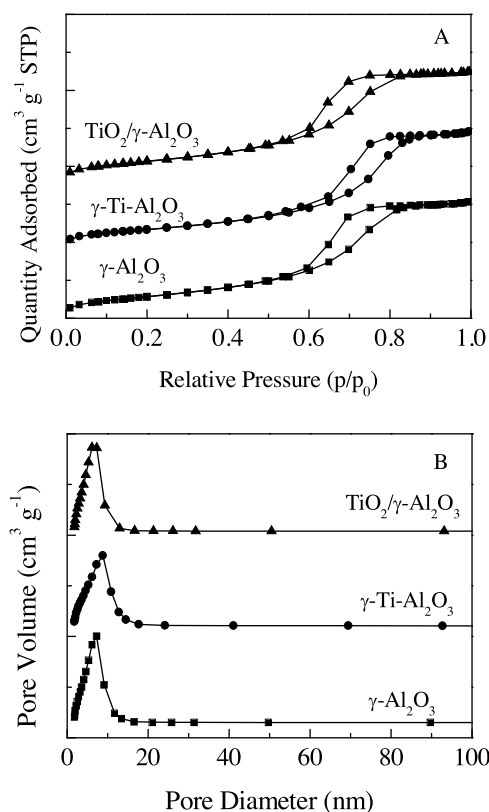 A
Quantity Adsorbed (cm³ g⁻¹ STP)
TiO₂/γ-Al₂O₃
γ-Ti-Al₂O₃
γ-Al₂O₃
0.0 0.2 0.4 0.6 0.8 1.0
Relative Pressure (p/p₀)
B
Pore Volume (cm³ g⁻¹)
TiO₂/γ-Al₂O₃
γ-Ti-Al₂O₃
γ-Al₂O₃
0 20 40 60 80 100
Pore Diameter (nm)